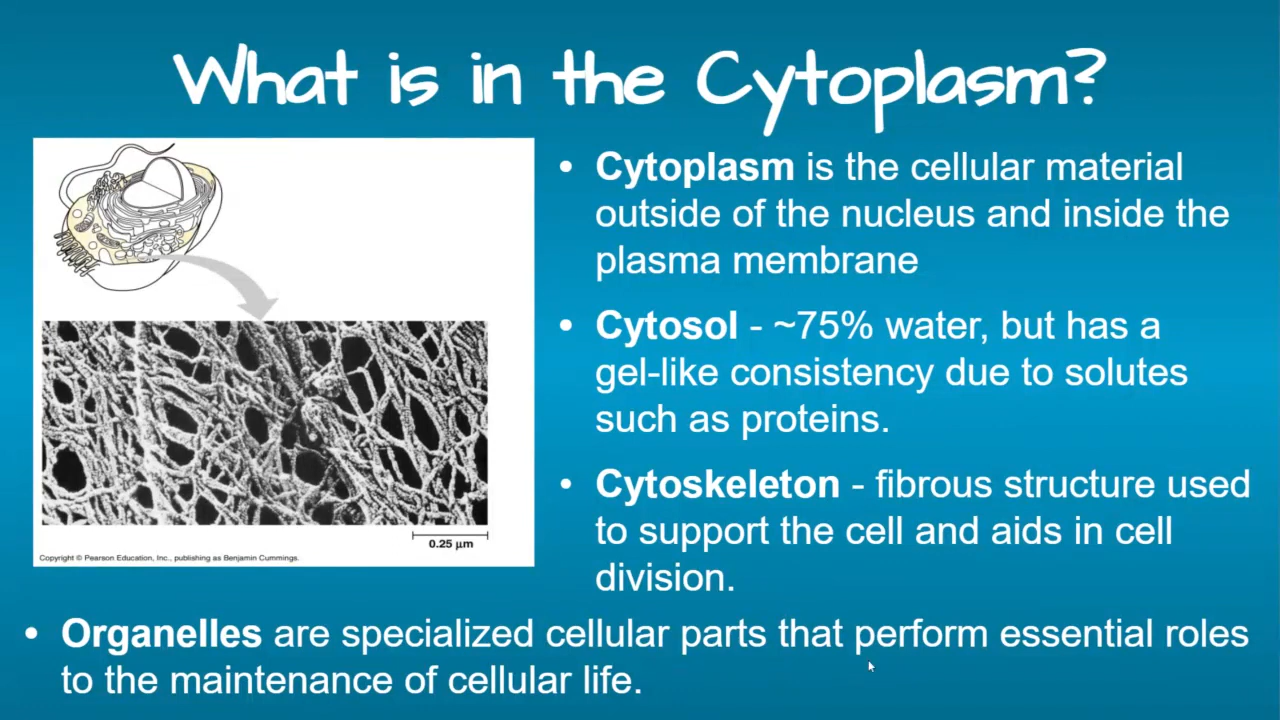 What is in the Cytoplasm?
• Cytoplasm is the cellular material
outside of the nucleus and inside the
plasma membrane
• Cytosol - ~75% water, but has a
gel-like consistency due to solutes
such as proteins.
• Cytoskeleton - fibrous structure used
to support the cell and aids in cell
division.
0.25 µm
Copyright © Pearson Education, Inc., publishing as Benjamin Cummings.
• Organelles are specialized cellular parts that perform essential roles
to the maintenance of cellular life.